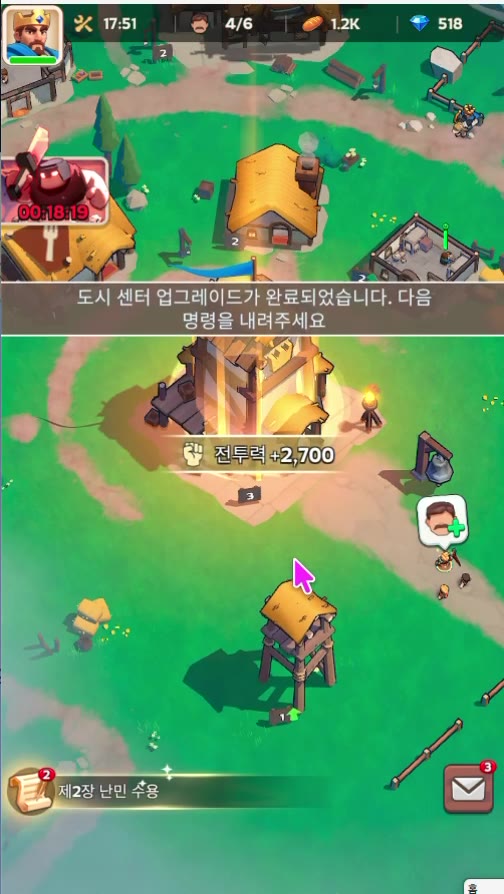 17:51
4/6
1.2K
518
2
00:18:19
2
2
도시 센터 업그레이드가 완료되었습니다. 다음
명령을 내려주세요
전투력 +2,700
3
1
2
제2장 난민 수용
3
홈